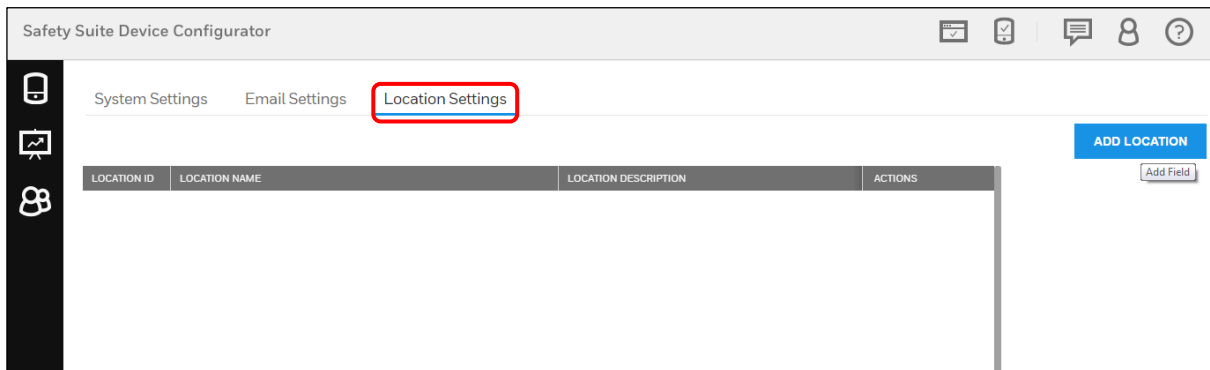 Safety Suite Device Configurator
System Settings Email Settings Location Settings
ADD LOCATION
Add Field
LOCATION ID LOCATION NAME LOCATION DESCRIPTION ACTIONS